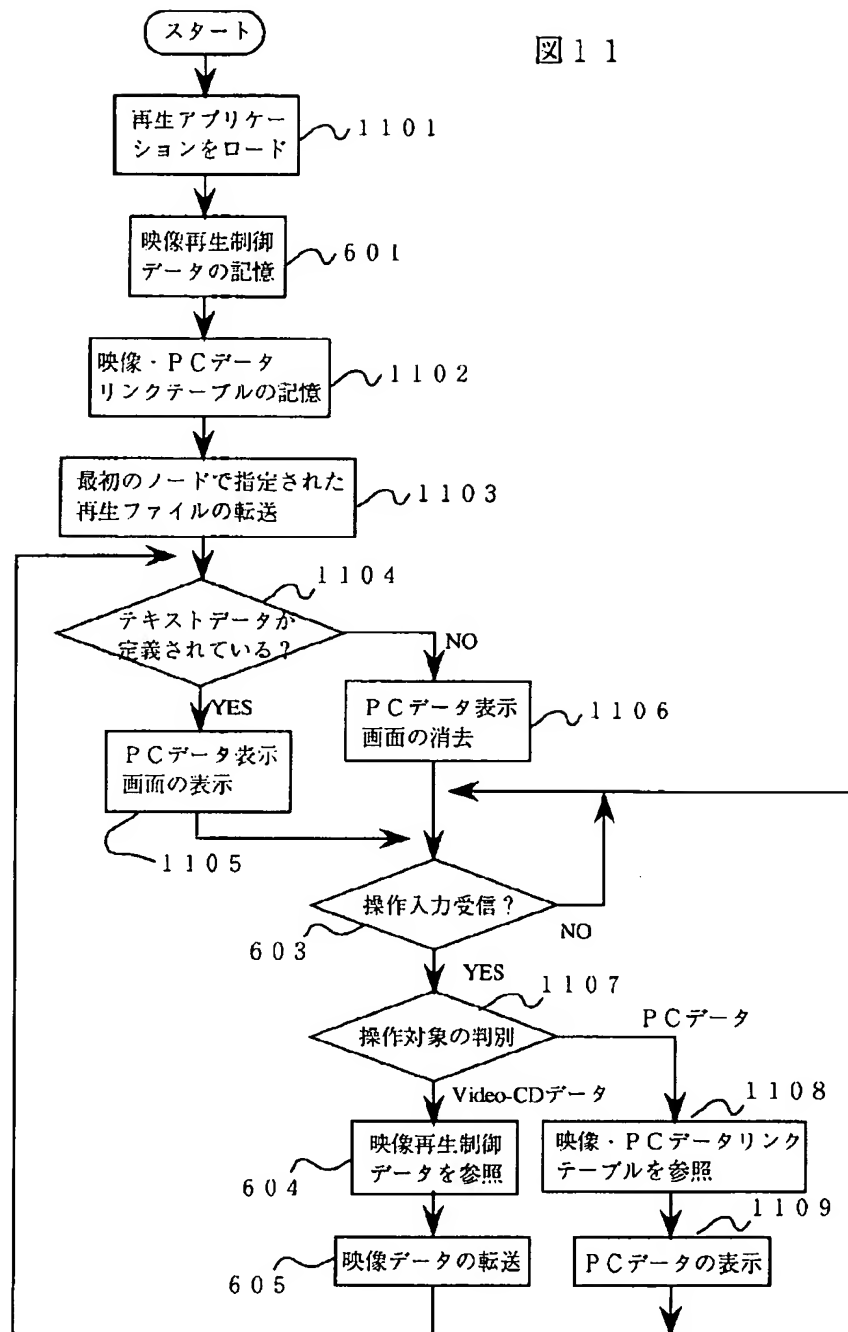 スタート
図11
再生アプリケー
ションをロード
1101
映像再生制御
データの記憶
601
映像・PCデータ
リンクテーブルの記憶
1102
最初のノードで指定された
再生ファイルの転送
1103
1104
テキストデータが
定義されている?
NO
YES
PCデータ表示
画面の消去
1106
PCデータ表示
画面の表示
1105
操作入力受信?
603
NO
YES
1107
操作対象の判別
PCデータ
Video-CDデータ
1108
映像再生制御
データを参照
604
映像・PCデータリンク
テーブルを参照
1109
映像データの転送
605
PCデータの表示